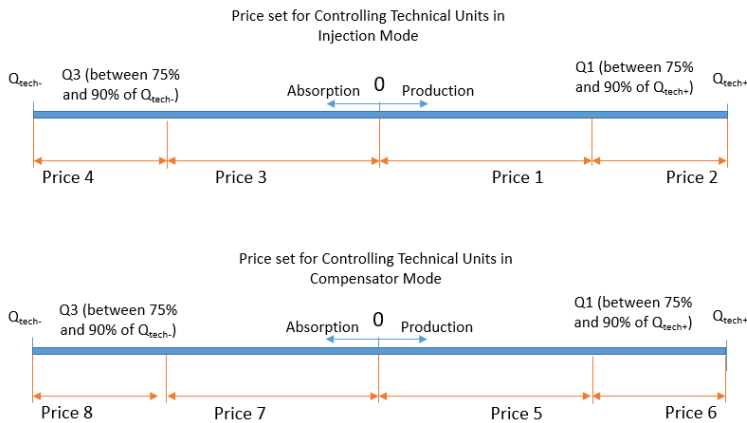 Price set for Controlling Technical Units in
Injection Mode
Qtech-
Q3 (between 75%
and 90% of Qtech-)
Absorption
0
Production
Q1 (between 75%
and 90% of Qtech+)
Qtech+
Price 4
Price 3
Price 1
Price 2
Price set for Controlling Technical Units in
Compensator Mode
Qtech-
Q3 (between 75%
and 90% of Qtech-)
Absorption
0
Production
Q1 (between 75%
and 90% of Qtech+)
Qtech+
Price 8
Price 7
Price 5
Price 6